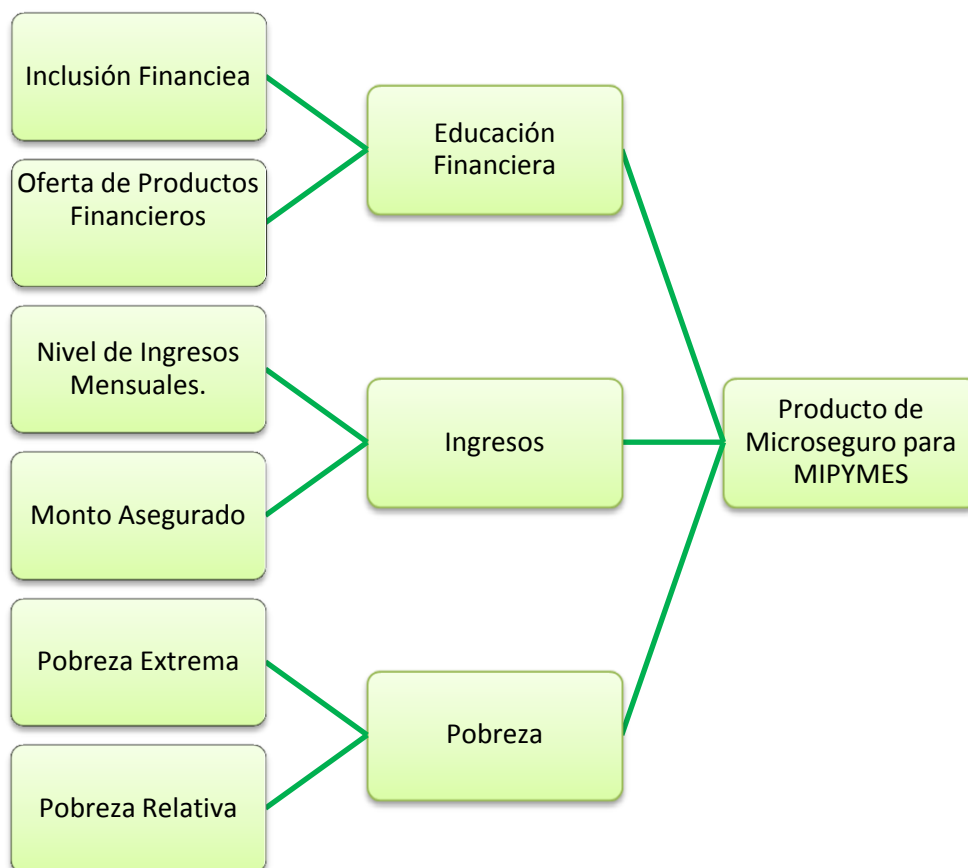 Inclusión Financiea
Oferta de Productos
Financieros
Nivel de Ingresos
Mensuales.
Monto Asegurado
Pobreza Extrema
Pobreza Relativa
Educación
Financiera
Ingresos
Pobreza
Producto de
Microseguro para
MIPYMES